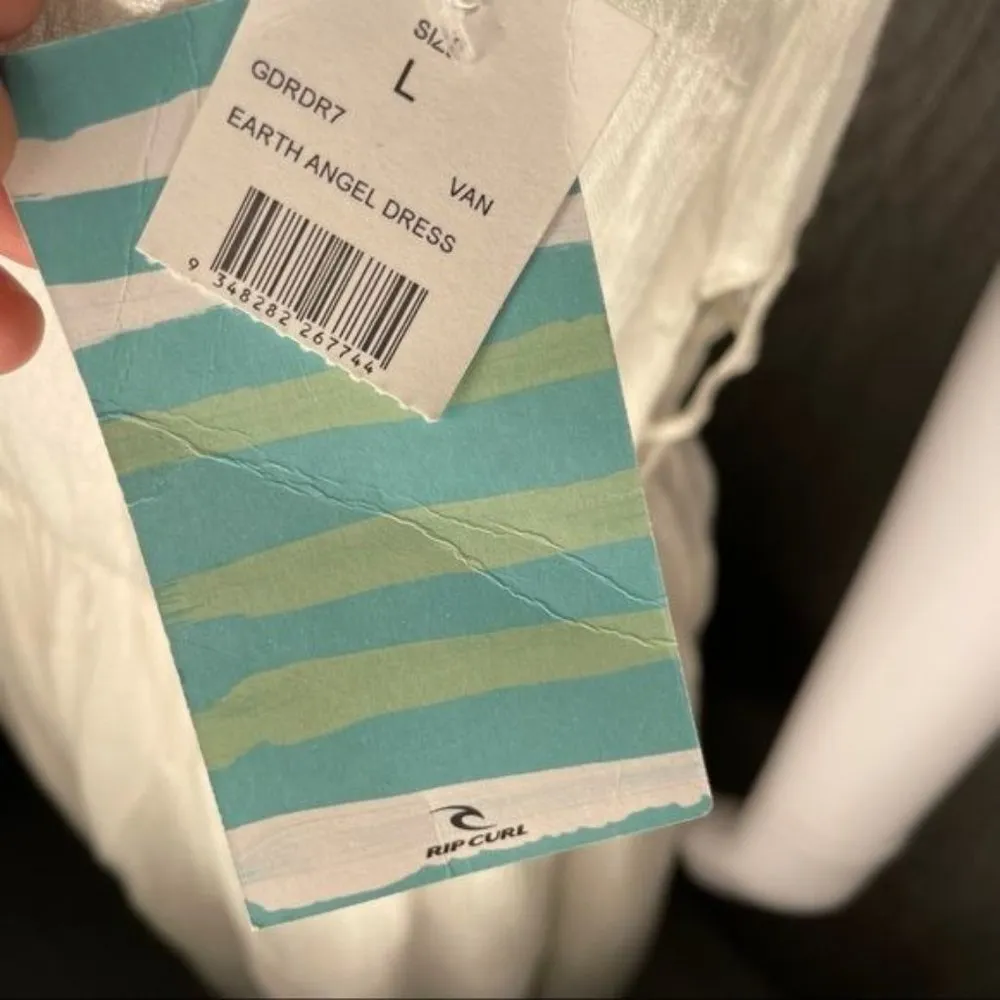 SIZE
L
GDRDR7
VAN
EARTH ANGEL DRESS
9 348282 267744
RIP CURL